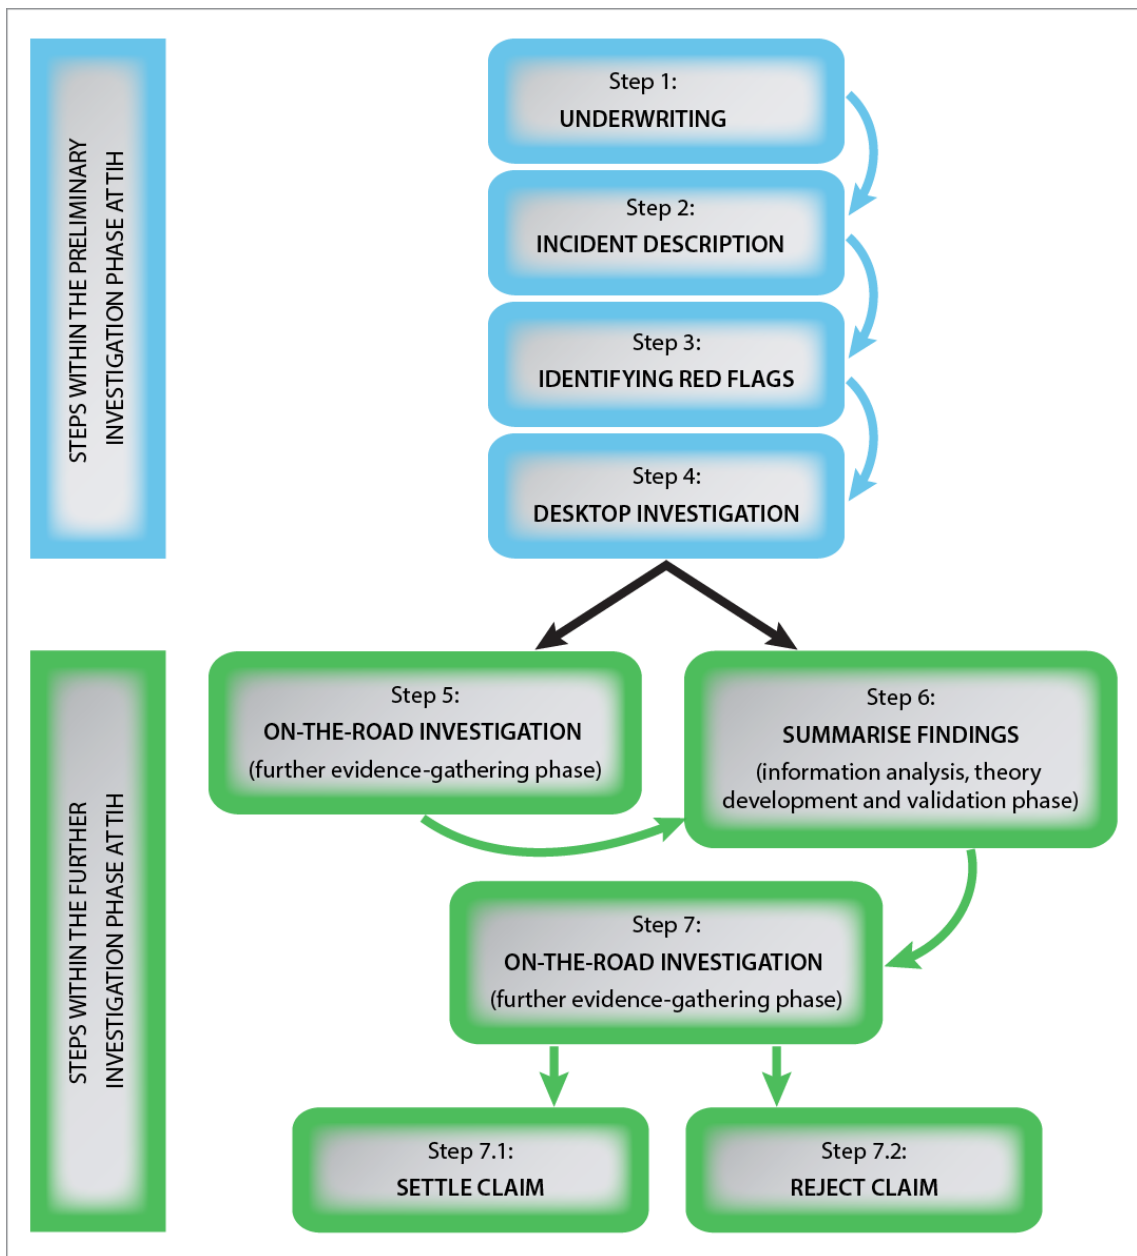 STEPS WITHIN THE PRELIMINARY
INVESTIGATION PHASE AT TIH
Step 1:
UNDERWRITING
Step 2:
INCIDENT DESCRIPTION
Step 3:
IDENTIFYING RED FLAGS
Step 4:
DESKTOP INVESTIGATION
STEPS WITHIN THE FURTHER
INVESTIGATION PHASE AT TIH
Step 5:
ON-THE-ROAD INVESTIGATION
(further evidence-gathering phase)
Step 6:
SUMMARISE FINDINGS
(information analysis, theory
development and validation phase)
Step 7:
ON-THE-ROAD INVESTIGATION
(further evidence-gathering phase)
Step 7.1:
SETTLE CLAIM
Step 7.2:
REJECT CLAIM